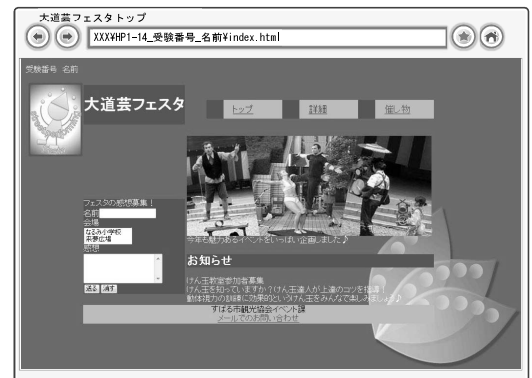 大道芸フェスタトップ
XXX¥HP1-14_受験番号_名前¥index.html
受験番号 名前
大道芸フェスタ
トップ
詳細
催し物
今年も魅力あるイベントをいっぱい企画しました♪
フェスタの感想募集！
名前
会場
なるみ小学校
来夢広場
感想
送る 消す
お知らせ
けん玉教室参加者募集
けん玉を知っていますか？けん玉達人が上達のコツを指導！
動体視力の訓練に効果的というけん玉をみんなで楽しみましょう♪
すばる市観光協会イベント課
メールでのお問い合わせ